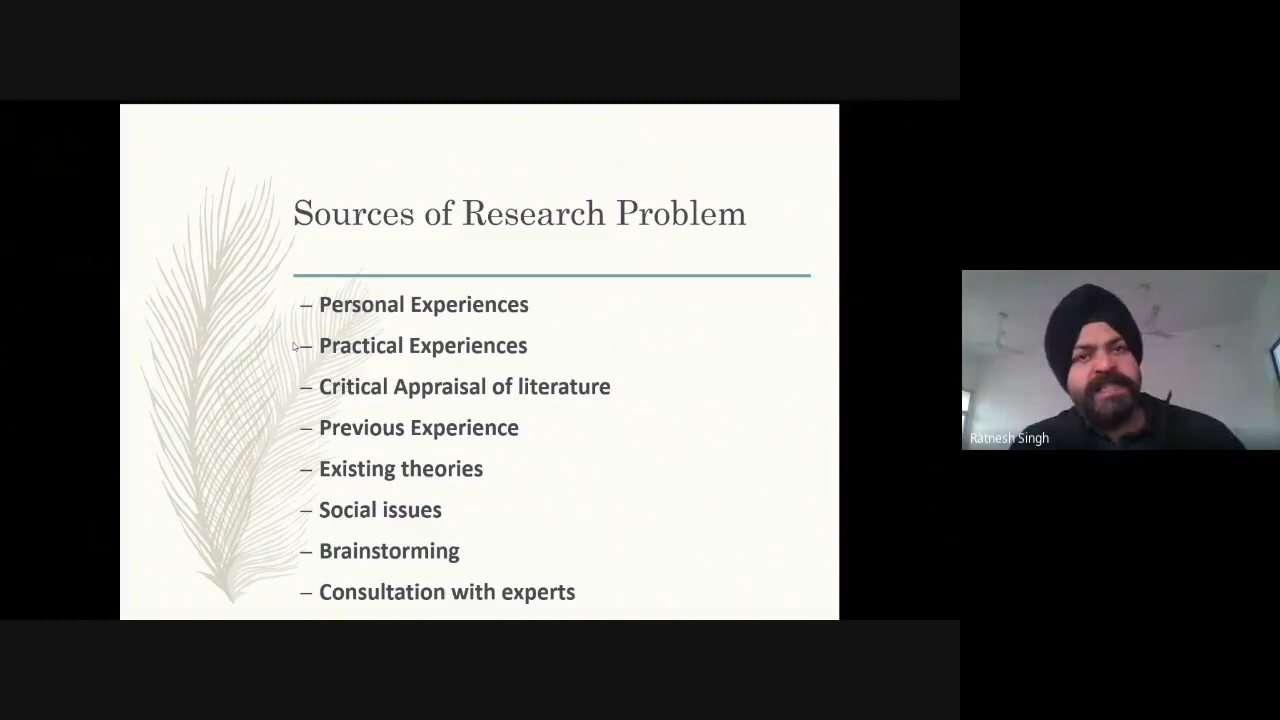 Sources of Research Problem
– Personal Experiences
– Practical Experiences
– Critical Appraisal of literature
– Previous Experience
– Existing theories
– Social issues
– Brainstorming
– Consultation with experts
Ratnesh Singh